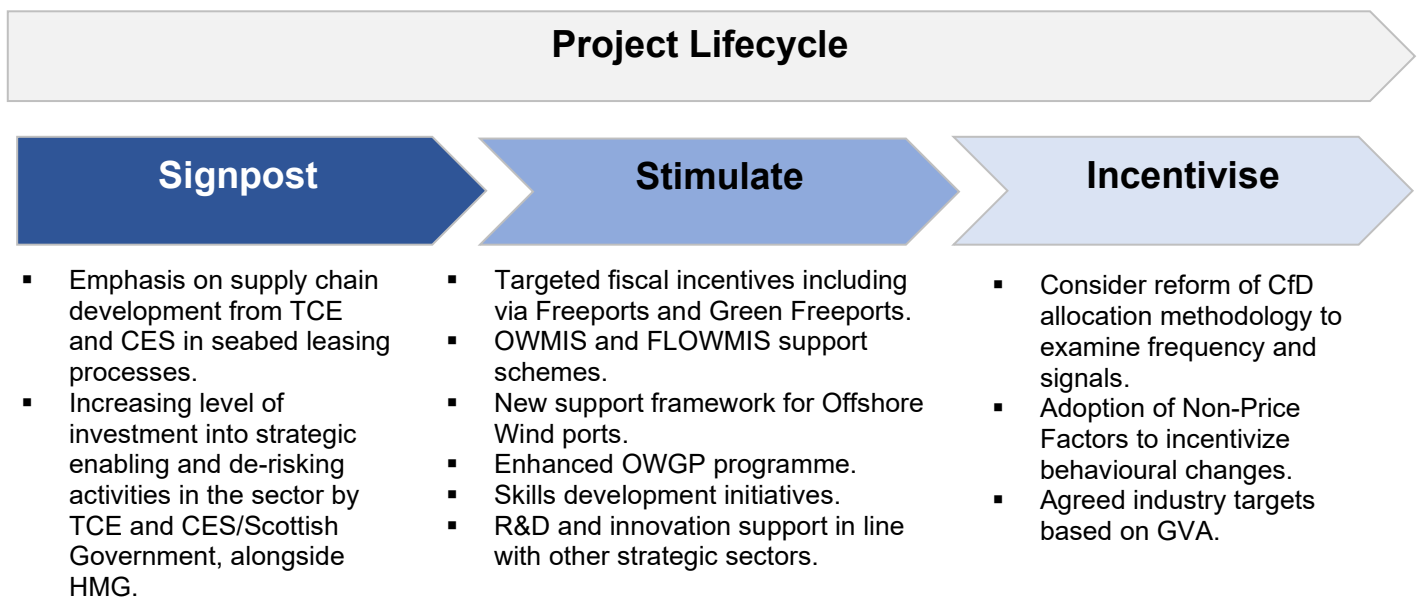 Project Lifecycle
Signpost
▪ Emphasis on supply chain
development from TCE
and CES in seabed leasing
processes.
▪ Increasing level of
investment into strategic
enabling and de-risking
activities in the sector by
TCE and CES/Scottish
Government, alongside
HMG.
Stimulate
▪ Targeted fiscal incentives including
via Freeports and Green Freeports.
▪ OWMIS and FLOWMIS support
schemes.
▪ New support framework for Offshore
Wind ports.
▪ Enhanced OWGP programme.
▪ Skills development initiatives.
▪ R&D and innovation support in line
with other strategic sectors.
Incentivise
▪ Consider reform of CfD
allocation methodology to
examine frequency and
signals.
▪ Adoption of Non-Price
Factors to incentivize
behavioural changes.
▪ Agreed industry targets
based on GVA.